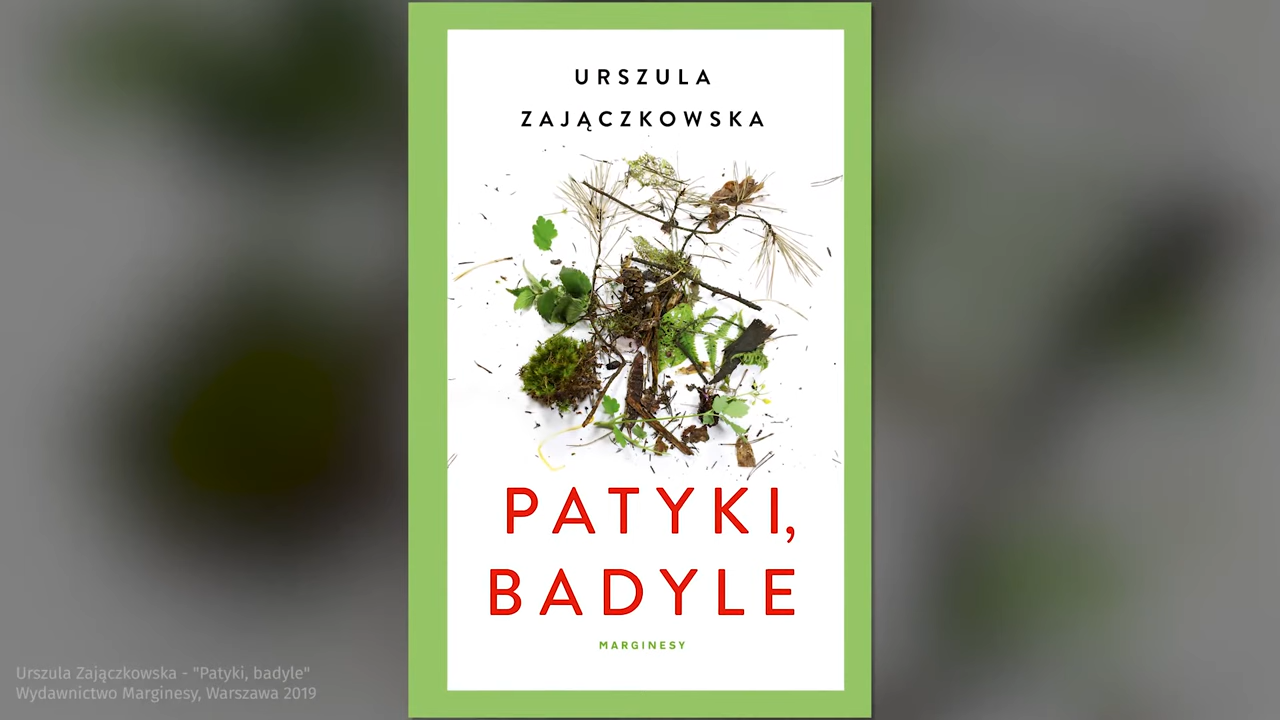 URSZULA
ZAJĄCZKOWSKA
PATYKI,
BADYLE
MARGINESY
Urszula Zajączkowska - "Patyki, badyle"
Wydawnictwo Marginesy, Warszawa 2019